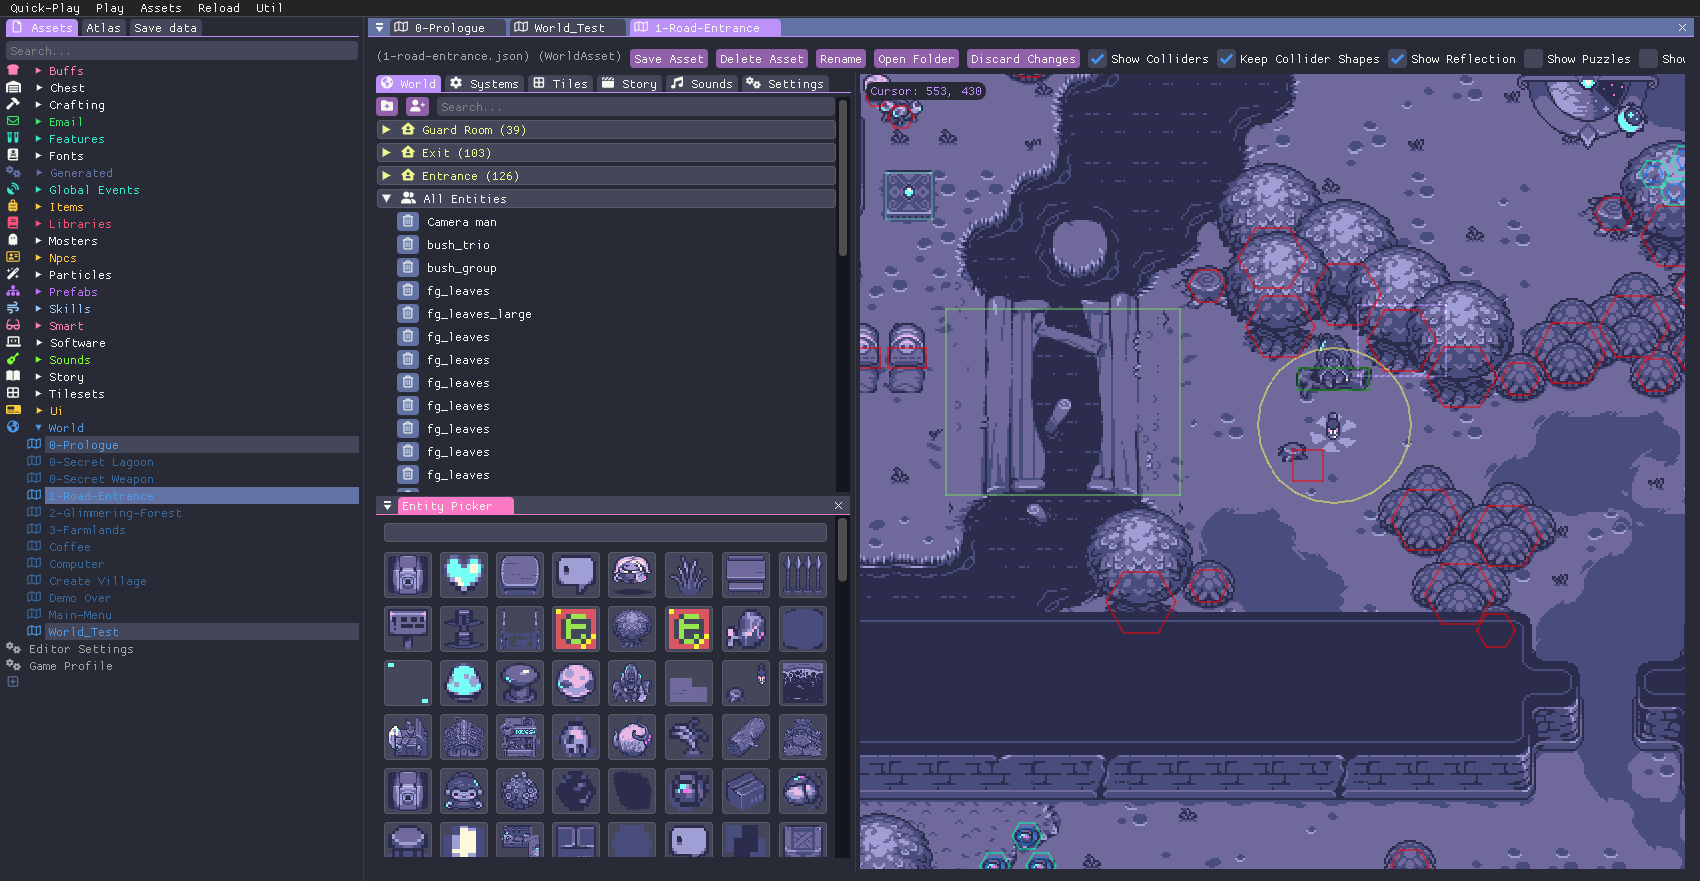 Quick-Play Play Assets Reload Util
Assets Atlas Save data
Search...
Buffs
Chest
Crafting
Email
Features
Fonts
Generated
Global Events
Items
Libraries
Mosters
Npcs
Particles
Prefabs
Skills
Smart
Software
Sounds
Story
Tilesets
Ui
World
0-Prologue
0-Secret Lagoon
0-Secret Weapon
1-Road-Entrance
2-Glimmering-Forest
3-Farmlands
Coffee
Computer
Create Village
Demo Over
Main-Menu
World_Test
Editor Settings
Game Profile
0-Prologue World_Test 1-Road-Entrance
(1-road-entrance.json) (WorldAsset) Save Asset Delete Asset Rename Open Folder Discard Changes Show Colliders Keep Collider Shapes Show Reflection Show Puzzles Show
World Systems Tiles Story Sounds Settings
Search...
Guard Room (39)
Exit (103)
Entrance (126)
All Entities
Camera man
bush_trio
bush_group
fg_leaves
fg_leaves_large
fg_leaves
fg_leaves
fg_leaves
fg_leaves
fg_leaves
fg_leaves
fg_leaves
Entity Picker
Cursor: 553, 430